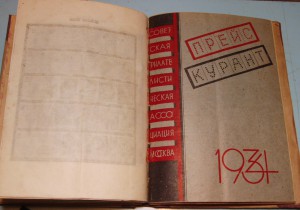 СОВЕТ
СКАЯ
ФИЛАТЕ
ЛИСТИ
ЧЕСКАЯ
АССО
ЦИАЦИЯ
МОСКВА
ПРЕЙС
КУРАНТ
1934